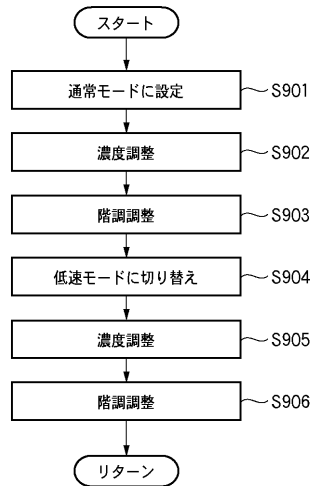 スタート
通常モードに設定 S901
濃度調整 S902
階調調整 S903
低速モードに切り替え S904
濃度調整 S905
階調調整 S906
リターン